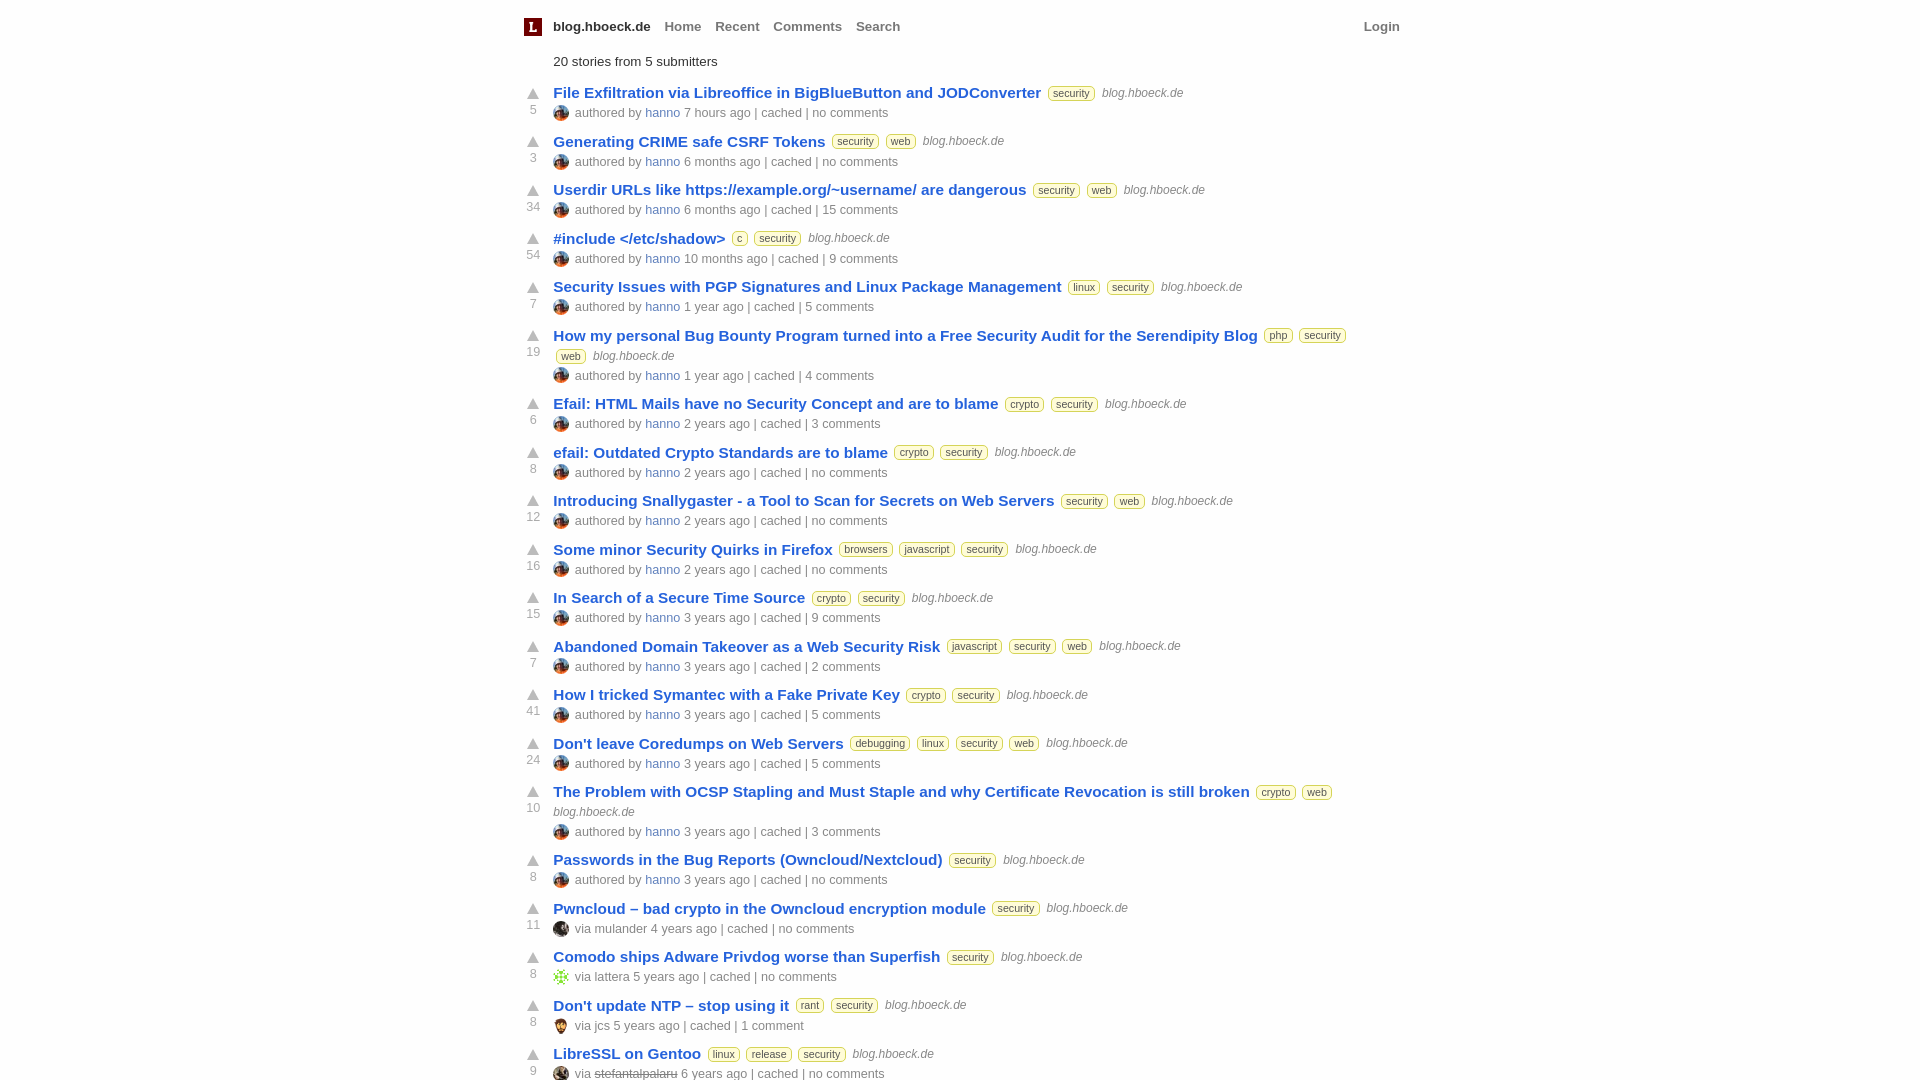 L blog.hboeck.de Home Recent Comments Search Login
20 stories from 5 submitters
File Exfiltration via Libreoffice in BigBlueButton and JODConverter security blog.hboeck.de
5 authored by hanno 7 hours ago | cached | no comments
Generating CRIME safe CSRF Tokens security web blog.hboeck.de
3 authored by hanno 6 months ago | cached | no comments
Userdir URLs like https://example.org/~username/ are dangerous security web blog.hboeck.de
34 authored by hanno 6 months ago | cached | 15 comments
#include </etc/shadow> c security blog.hboeck.de
54 authored by hanno 10 months ago | cached | 9 comments
Security Issues with PGP Signatures and Linux Package Management linux security blog.hboeck.de
7 authored by hanno 1 year ago | cached | 5 comments
How my personal Bug Bounty Program turned into a Free Security Audit for the Serendipity Blog php security
19 web blog.hboeck.de
authored by hanno 1 year ago | cached | 4 comments
Efail: HTML Mails have no Security Concept and are to blame crypto security blog.hboeck.de
6 authored by hanno 2 years ago | cached | 3 comments
efail: Outdated Crypto Standards are to blame crypto security blog.hboeck.de
8 authored by hanno 2 years ago | cached | no comments
Introducing Snallygaster - a Tool to Scan for Secrets on Web Servers security web blog.hboeck.de
12 authored by hanno 2 years ago | cached | no comments
Some minor Security Quirks in Firefox browsers javascript security blog.hboeck.de
16 authored by hanno 2 years ago | cached | no comments
In Search of a Secure Time Source crypto security blog.hboeck.de
15 authored by hanno 3 years ago | cached | 9 comments
Abandoned Domain Takeover as a Web Security Risk javascript security web blog.hboeck.de
7 authored by hanno 3 years ago | cached | 2 comments
How I tricked Symantec with a Fake Private Key crypto security blog.hboeck.de
41 authored by hanno 3 years ago | cached | 5 comments
Don't leave Coredumps on Web Servers debugging linux security web blog.hboeck.de
24 authored by hanno 3 years ago | cached | 5 comments
The Problem with OCSP Stapling and Must Staple and why Certificate Revocation is still broken crypto web
10 blog.hboeck.de
authored by hanno 3 years ago | cached | 3 comments
Passwords in the Bug Reports (Owncloud/Nextcloud) security blog.hboeck.de
8 authored by hanno 3 years ago | cached | no comments
Pwncloud – bad crypto in the Owncloud encryption module security blog.hboeck.de
11 via mulander 4 years ago | cached | no comments
Comodo ships Adware Privdog worse than Superfish security blog.hboeck.de
8 via lattera 5 years ago | cached | no comments
Don't update NTP – stop using it rant security blog.hboeck.de
8 via jcs 5 years ago | cached | 1 comment
LibreSSL on Gentoo linux release security blog.hboeck.de
9 via stefantalpalaru 6 years ago | cached | no comments